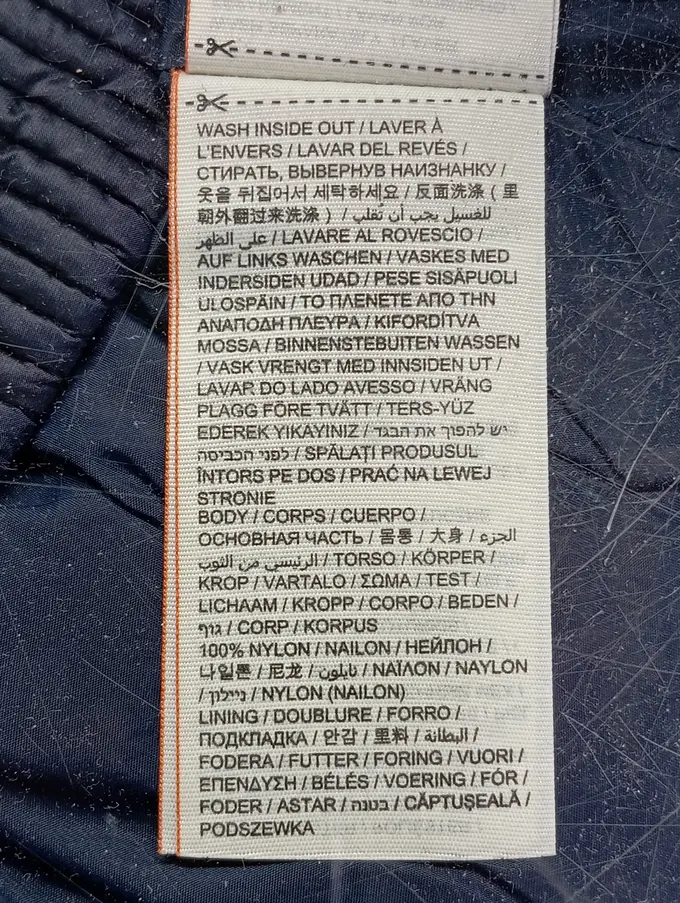 WASH INSIDE OUT / LAVER À
L'ENVERS / LAVAR DEL REVÉS /
СТИРАТЬ, ВЫВЕРНУВ НАИЗНАНКУ /
옷을 뒤집어서 세탁하세요 / 反面洗涤 ( 里
朝外翻过来洗涤 ) / للغسيل يجب أن تقلب
على الظهر / LAVARE AL ROVESCIO /
AUF LINKS WASCHEN / VASKES MED
INDERSIDEN UDAD / PESE SISÄPUOLI
ULOSPÄIN / ΤΟ ΠΛΕΝΕΤΕ ΑΠΟ ΤΗΝ
ΑΝΑΠΟΔΗ ΠΛΕΥΡΑ / KIFORDÍTVA
MOSSA / BINNENSTEBUITEN WASSEN
/ VASK VRENGT MED INNSIDEN UT /
LAVAR DO LADO AVESSO / VRÄNG
PLAGG FÖRE TVÄTT / TERS-YÜZ
EDEREK YIKAYINIZ / יש להפוך את הבגד
לפני הכביסה / SPĂLAŢI PRODUSUL
ÎNTORS PE DOS / PRAĆ NA LEWEJ
STRONIE
BODY / CORPS / CUERPO /
ОСНОВНАЯ ЧАСТЬ / 몸통 / 大身 / الجزء
الرئيسي من الثوب / TORSO / KÖRPER /
KROP / VARTALO / ΣΩΜΑ / TEST /
LICHAAM / KROPP / CORPO / BEDEN /
גוף / CORP / KORPUS
100% NYLON / NAILON / НЕЙЛОН /
나일론 / 尼龙 / نايلون / ΝΑΪΛΟΝ / NAYLON
/ ניילון / NYLON (NAILON)
LINING / DOUBLURE / FORRO /
ПОДКЛАДКА / 안감 / 里料 / البطانة /
FODERA / FUTTER / FORING / VUORI /
ΕΠΕΝΔΥΣΗ / BÉLÉS / VOERING / FÓR /
FODER / ASTAR / בטנה / CĂPTUŞEALĂ /
PODSZEWKA